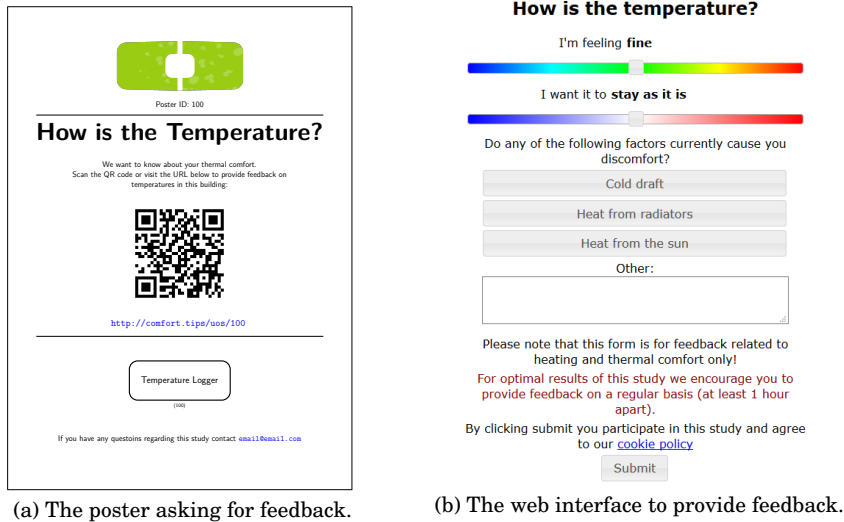 Poster ID: 100
How is the Temperature?
We want to know about your thermal comfort.
Scan the QR code or visit the URL below to provide feedback on
temperatures in this building:
http://comfort.tips/uos/100
Temperature Logger
(100)
If you have any questoins regarding this study contact email@email.com
(a) The poster asking for feedback.
How is the temperature?
I'm feeling fine
I want it to stay as it is
Do any of the following factors currently cause you
discomfort?
Cold draft
Heat from radiators
Heat from the sun
Other:
Please note that this form is for feedback related to
heating and thermal comfort only!
For optimal results of this study we encourage you to
provide feedback on a regular basis (at least 1 hour
apart).
By clicking submit you participate in this study and agree
to our cookie policy
Submit
(b) The web interface to provide feedback.